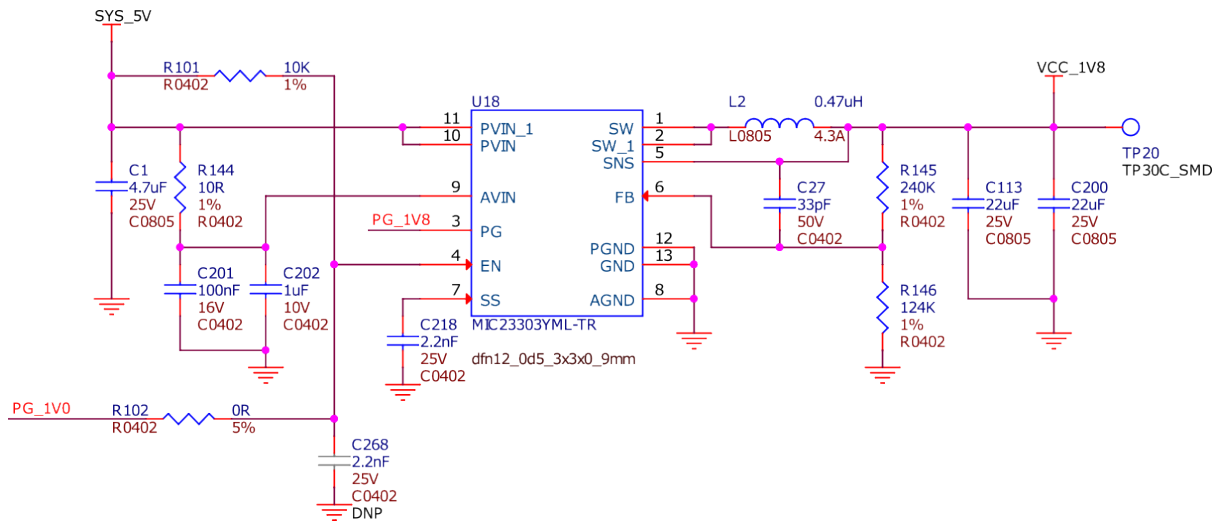 SYS_5V
R101
10K
R0402
1%
VCC_1V8
U18
L2
0.47uH
L0805
4.3A
11
PVIN_1
SW
1
10
PVIN
SW_1
2
SNS
5
TP20
TP30C_SMD
C1
4.7uF
25V
C0805
R144
10R
1%
R0402
9
AVIN
FB
6
C27
33pF
50V
C0402
R145
240K
1%
R0402
C113
22uF
25V
C0805
C200
22uF
25V
C0805
PG_1V8
3
PG
PGND
12
4
EN
GND
13
C201
100nF
16V
C0402
C202
1uF
10V
C0402
7
SS
AGND
8
R146
124K
1%
R0402
C218
2.2nF
25V
C0402
MIC23303YML-TR
dfn12_0d5_3x3x0_9mm
PG_1V0
R102
0R
R0402
5%
C268
2.2nF
25V
C0402
DNP